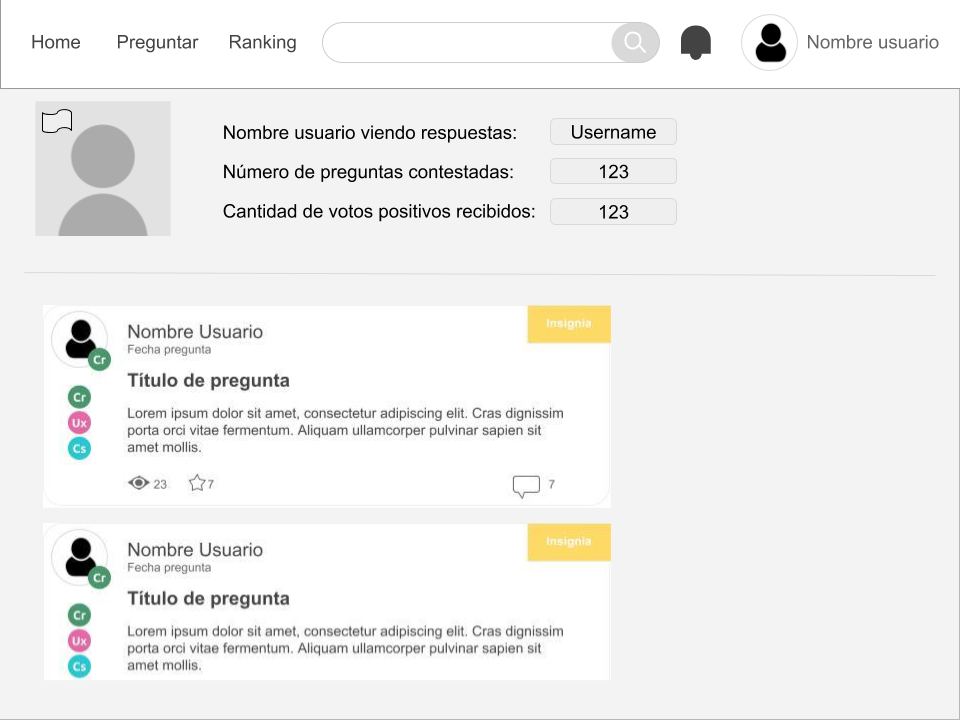 Home Preguntar Ranking Nombre usuario
Nombre usuario viendo respuestas: Username
Número de preguntas contestadas: 123
Cantidad de votos positivos recibidos: 123
Insignia
Nombre Usuario
Fecha pregunta
Cr
Título de pregunta
Cr
Lorem ipsum dolor sit amet, consectetur adipiscing elit. Cras dignissim
Ux
porta orci vitae fermentum. Aliquam ullamcorper pulvinar sapien sit
Cs
amet mollis.
23 7 7
Insignia
Nombre Usuario
Fecha pregunta
Cr
Título de pregunta
Cr
Lorem ipsum dolor sit amet, consectetur adipiscing elit. Cras dignissim
Ux
porta orci vitae fermentum. Aliquam ullamcorper pulvinar sapien sit
Cs
amet mollis.